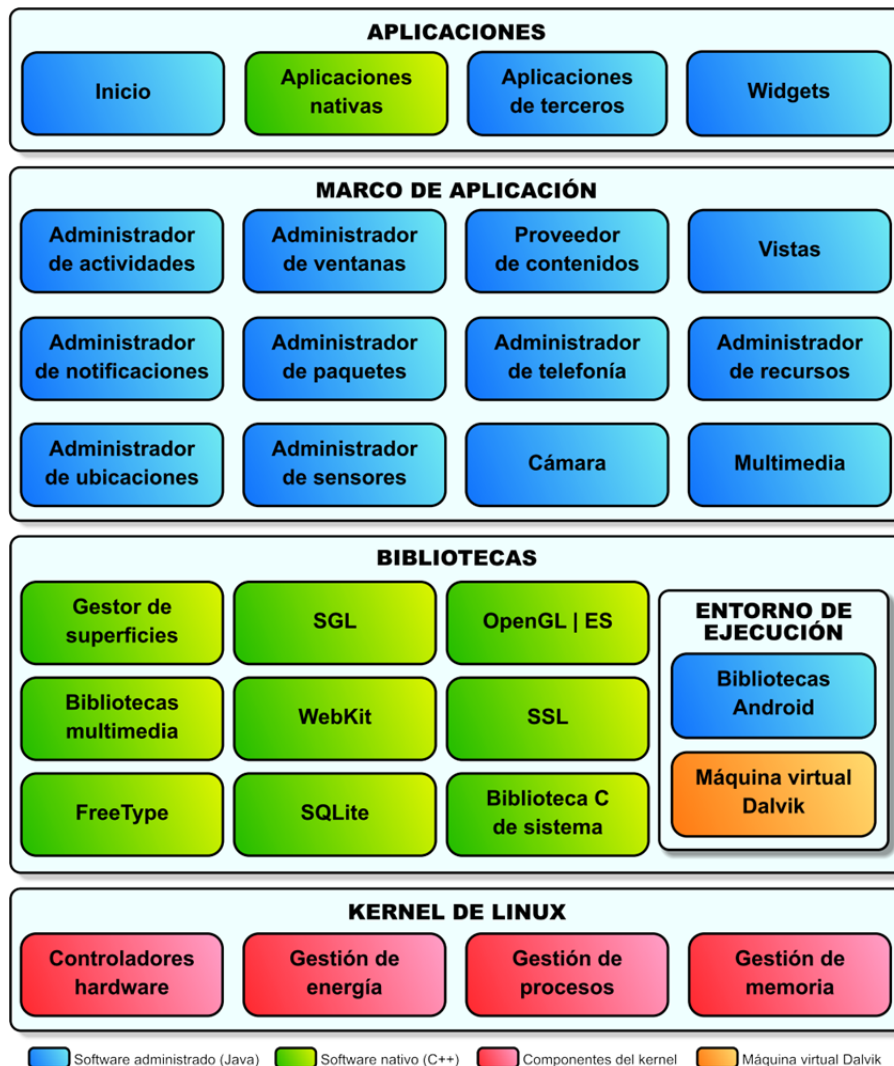 APLICACIONES
Inicio
Aplicaciones
nativas
Aplicaciones
de terceros
Widgets
MARCO DE APLICACIÓN
Administrador
de actividades
Administrador
de ventanas
Proveedor
de contenidos
Vistas
Administrador
de notificaciones
Administrador
de paquetes
Administrador
de telefonía
Administrador
de recursos
Administrador
de ubicaciones
Administrador
de sensores
Cámara
Multimedia
BIBLIOTECAS
Gestor de
superficies
SGL
OpenGL | ES
Bibliotecas
multimedia
WebKit
SSL
FreeType
SQLite
Biblioteca C
de sistema
ENTORNO DE
EJECUCIÓN
Bibliotecas
Android
Máquina virtual
Dalvik
KERNEL DE LINUX
Controladores
hardware
Gestión de
energía
Gestión de
procesos
Gestión de
memoria
Software administrado (Java)
Software nativo (C++)
Componentes del kernel
Máquina virtual Dalvik